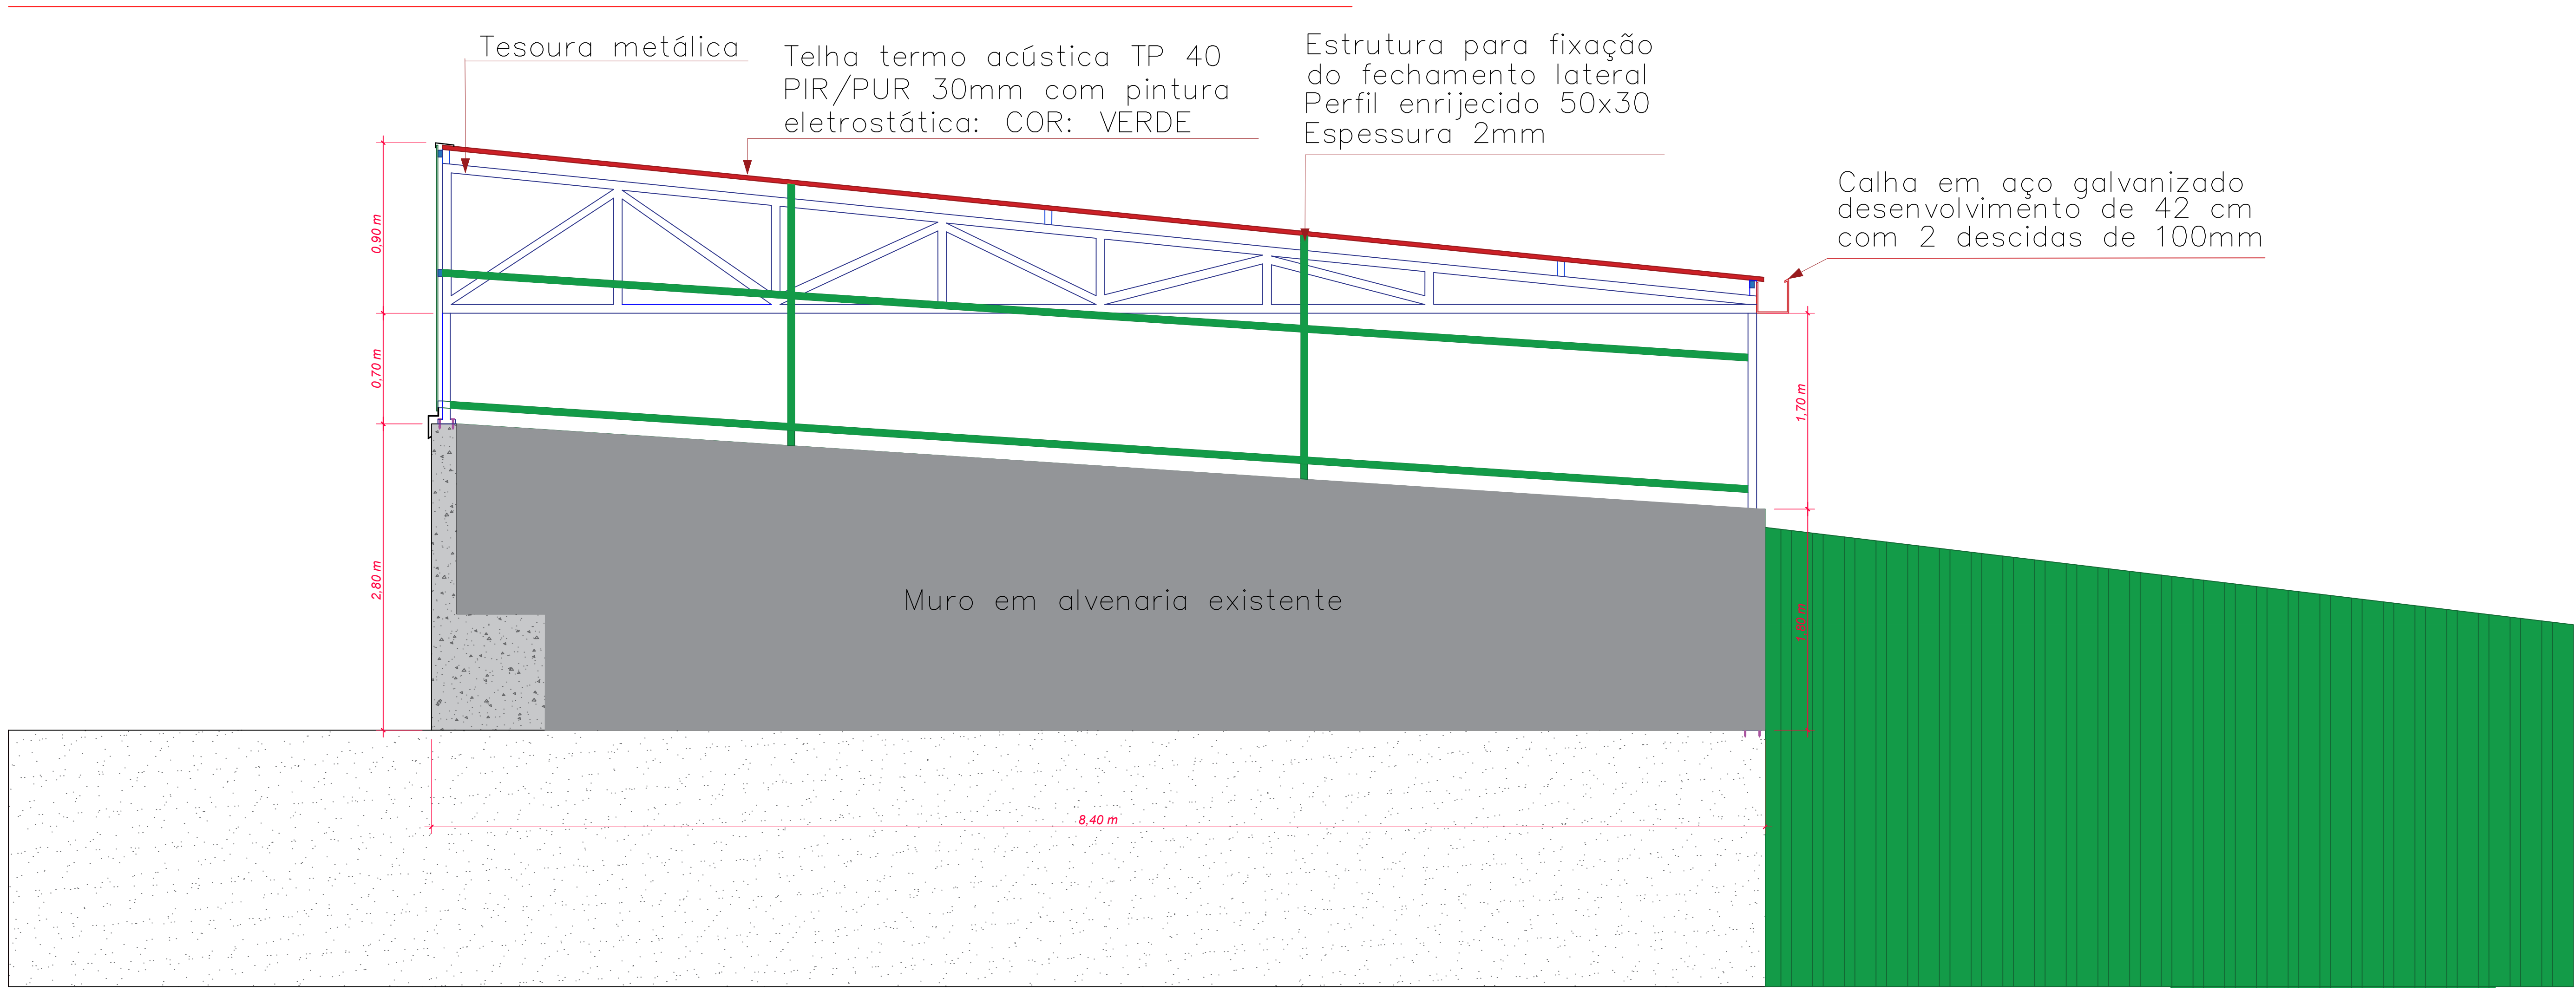 Tesoura metálica
Telha termo acústica TP 40
PIR/PUR 30mm com pintura
eletrostática: COR: VERDE
Estrutura para fixação
do fechamento lateral
Perfil enrijecido 50x30
Espessura 2mm
Calha em aço galvanizado
desenvolvimento de 42 cm
com 2 descidas de 100mm
0,90 m
0,70 m
2,80 m
1,70 m
1,80 m
Muro em alvenaria existente
8,40 m